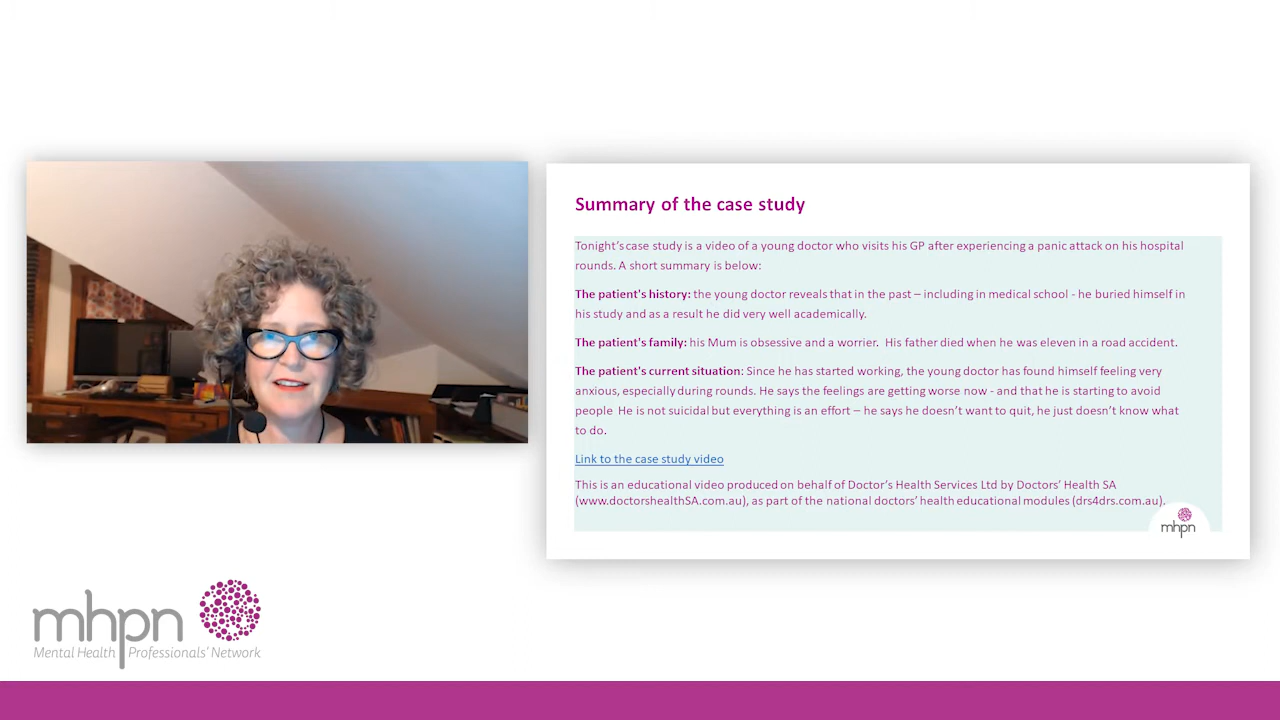 Summary of the case study
Tonight's case study is a video of a young doctor who visits his GP after experiencing a panic attack on his hospital
rounds. A short summary is below:
The patient's history: the young doctor reveals that in the past – including in medical school - he buried himself in
his study and as a result he did very well academically.
The patient's family: his Mum is obsessive and a worrier.  His father died when he was eleven in a road accident.
The patient's current situation: Since he has started working, the young doctor has found himself feeling very
anxious, especially during rounds. He says the feelings are getting worse now - and that he is starting to avoid
people  He is not suicidal but everything is an effort – he says he doesn't want to quit, he just doesn't know what
to do.
Link to the case study video
This is an educational video produced on behalf of Doctor's Health Services Ltd by Doctors' Health SA
(www.doctorshealthSA.com.au), as part of the national doctors' health educational modules (drs4drs.com.au).
mhpn
mhpn
Mental Health Professionals' Network